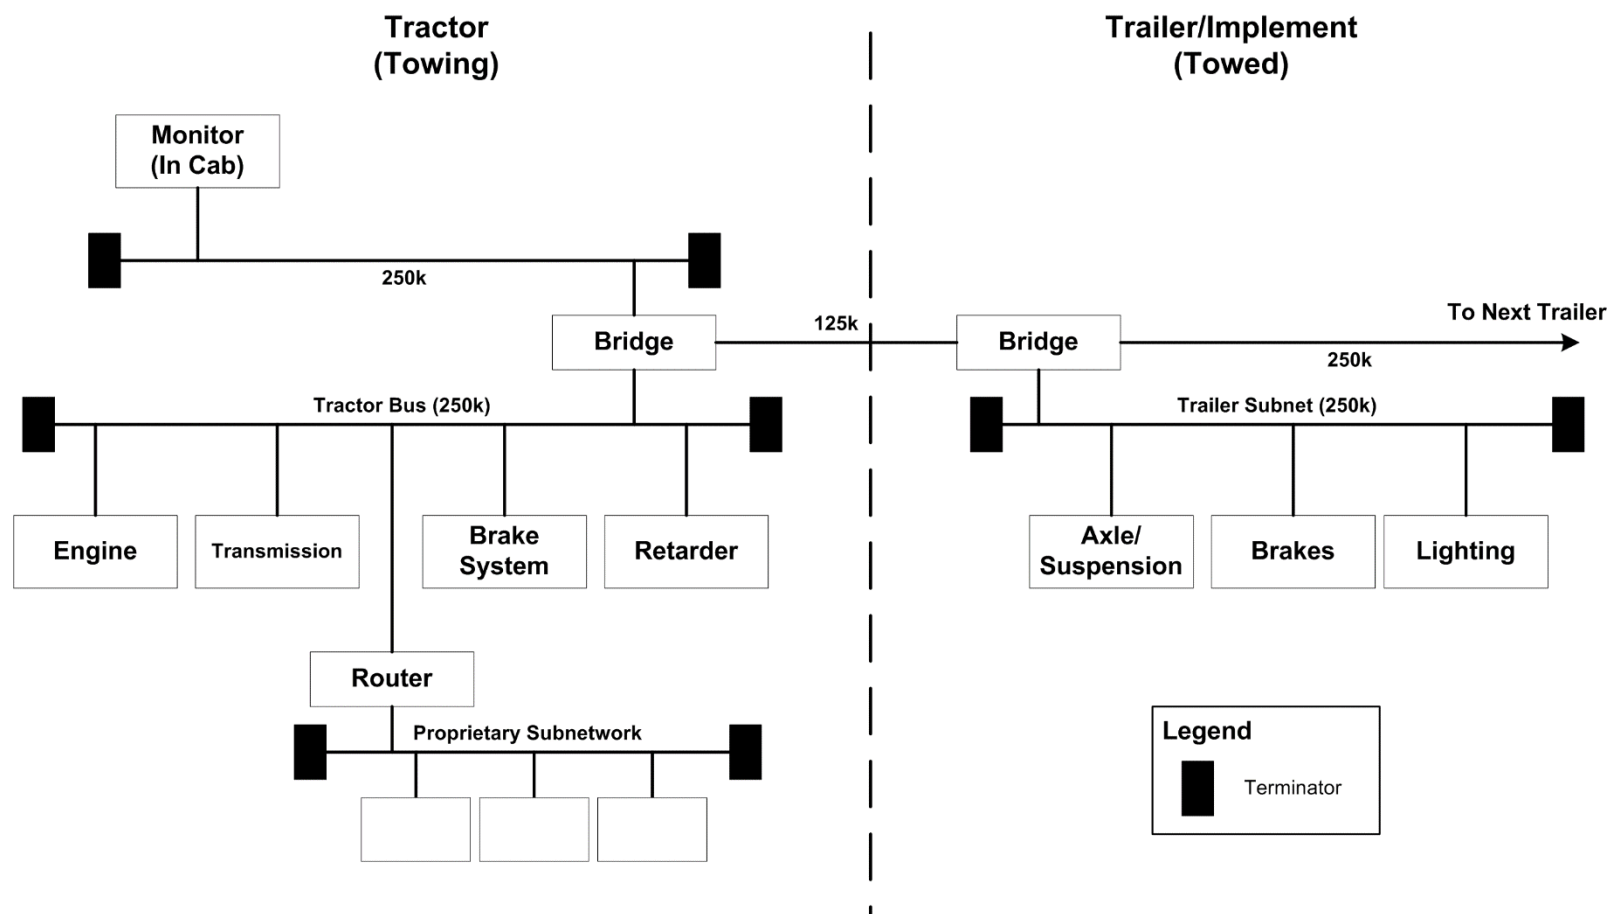 Tractor
(Towing)
Trailer/Implement
(Towed)
Monitor
(In Cab)
250k
Bridge
125k
Bridge
To Next Trailer
250k
Tractor Bus (250k)
Trailer Subnet (250k)
Engine
Transmission
Brake
System
Retarder
Axle/
Suspension
Brakes
Lighting
Router
Proprietary Subnetwork
Legend
Terminator